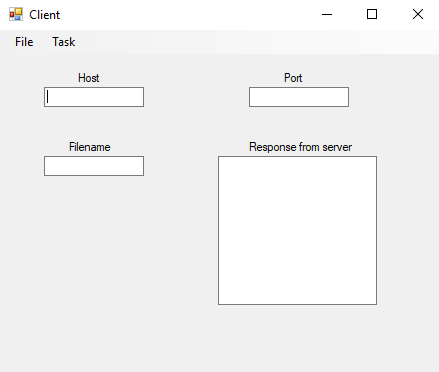 Client
File Task
Host Port
Filename Response from server